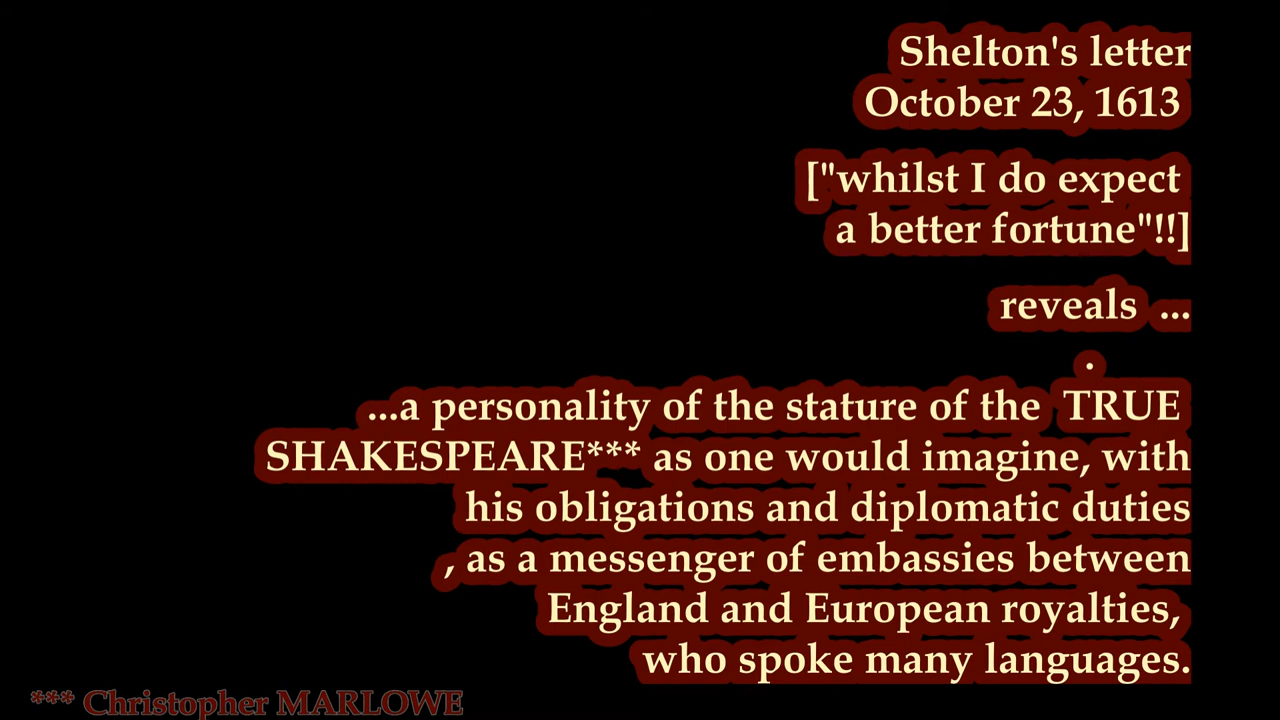 Shelton's letter
October 23, 1613
["whilst I do expect
a better fortune"!!]
reveals ...
.
...a personality of the stature of the TRUE
SHAKESPEARE*** as one would imagine, with
his obligations and diplomatic duties
, as a messenger of embassies between
England and European royalties,
who spoke many languages.
*** Christopher MARLOWE